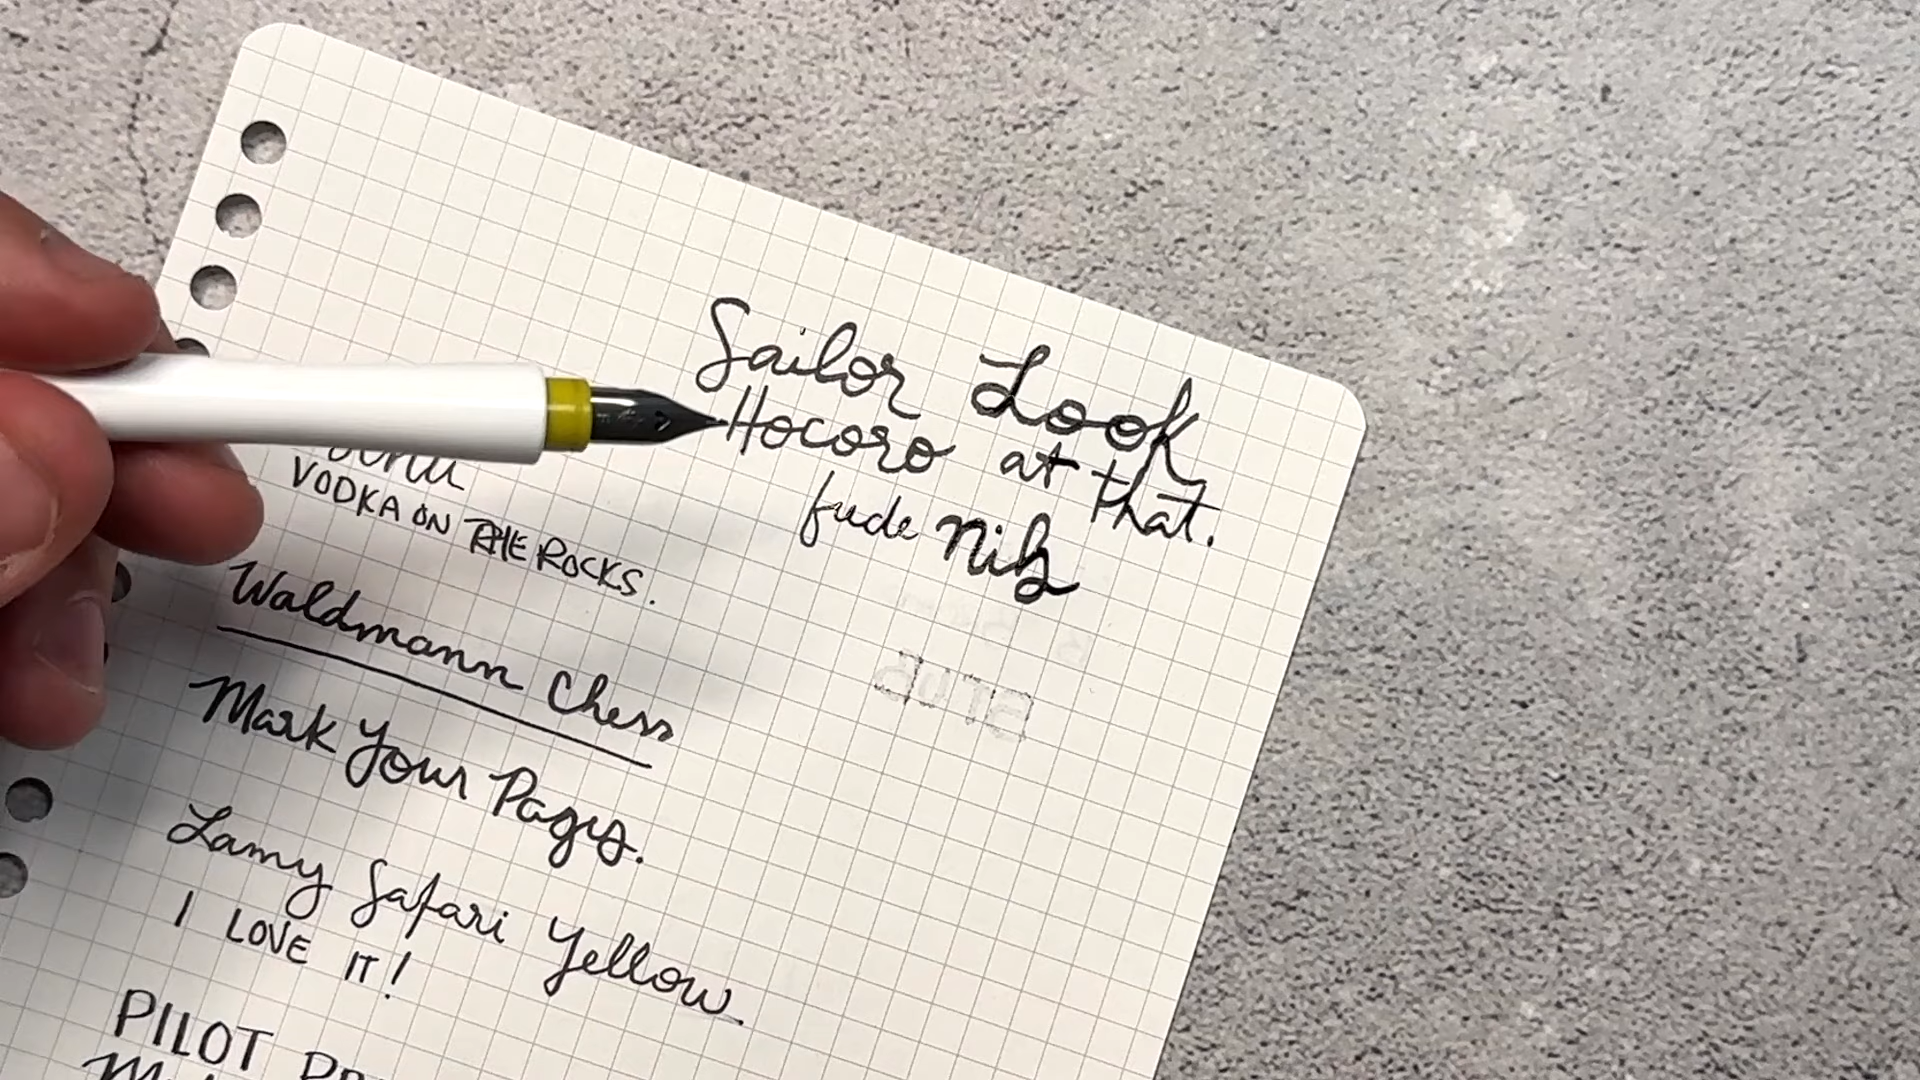 Sailor Look
Hocoro at that.
fude Nib
VODKA ON THE ROCKS.
Waldmann Chess
Mark Your Pages.
Lamy Safari Yellow.
I LOVE IT!
PILOT